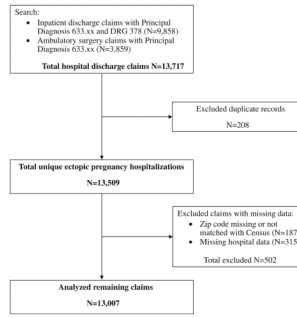 Search:
• Inpatient discharge claims with Principal
Diagnosis 633.xx and DRG 378 (N=9,858)
• Ambulatory surgery claims with Principal
Diagnosis 633.xx (N=3,859)
Total hospital discharge claims N=13,717
Excluded duplicate records
N=208
Total unique ectopic pregnancy hospitalizations
N=13,509
Excluded claims with missing data:
• Zip code missing or not
matched with Census (N=187
• Missing hospital data (N=315
Total excluded N=502
Analyzed remaining claims
N=13,007